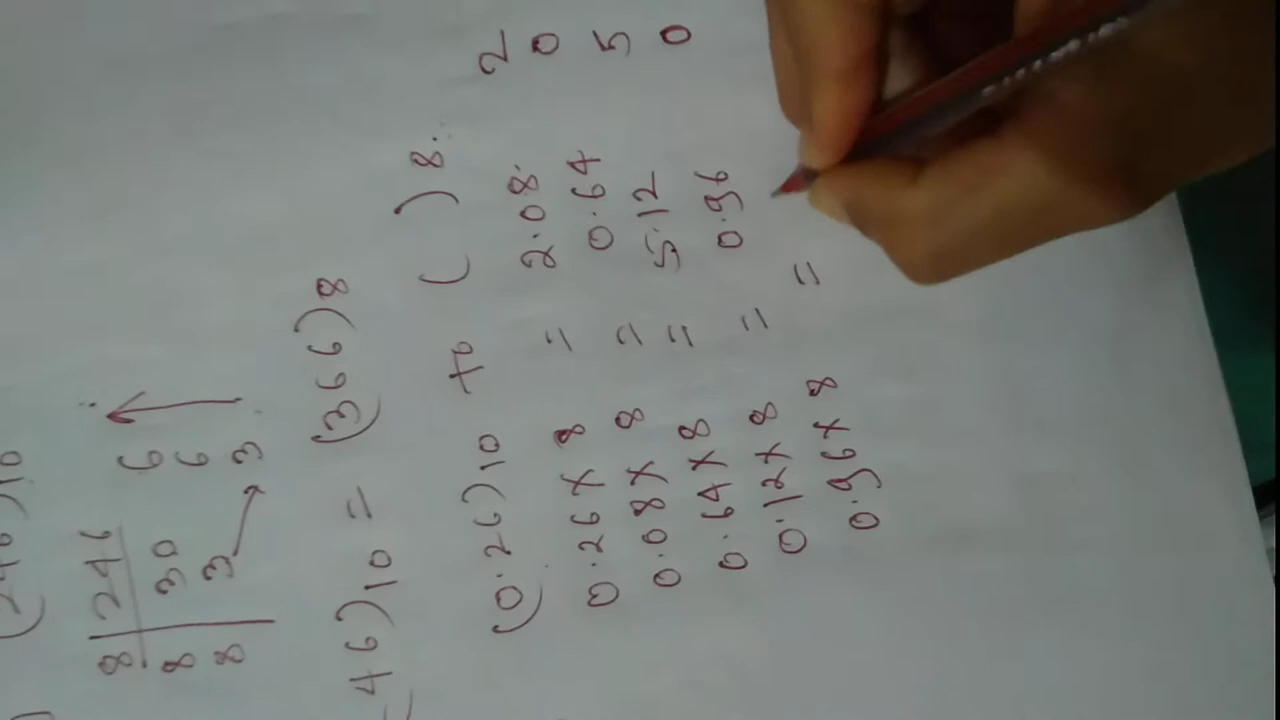 (246)10
8 246
8 30 6
8 3 6
3
46)10 = (366)8
(0.26)10 to ( )8.
0.26 x 8 = 2.08. 2
0.08 x 8 = 0.64 0
0.64 x 8 = 5.12 5
0.12 x 8 = 0.96 0
0.96 x 8 =